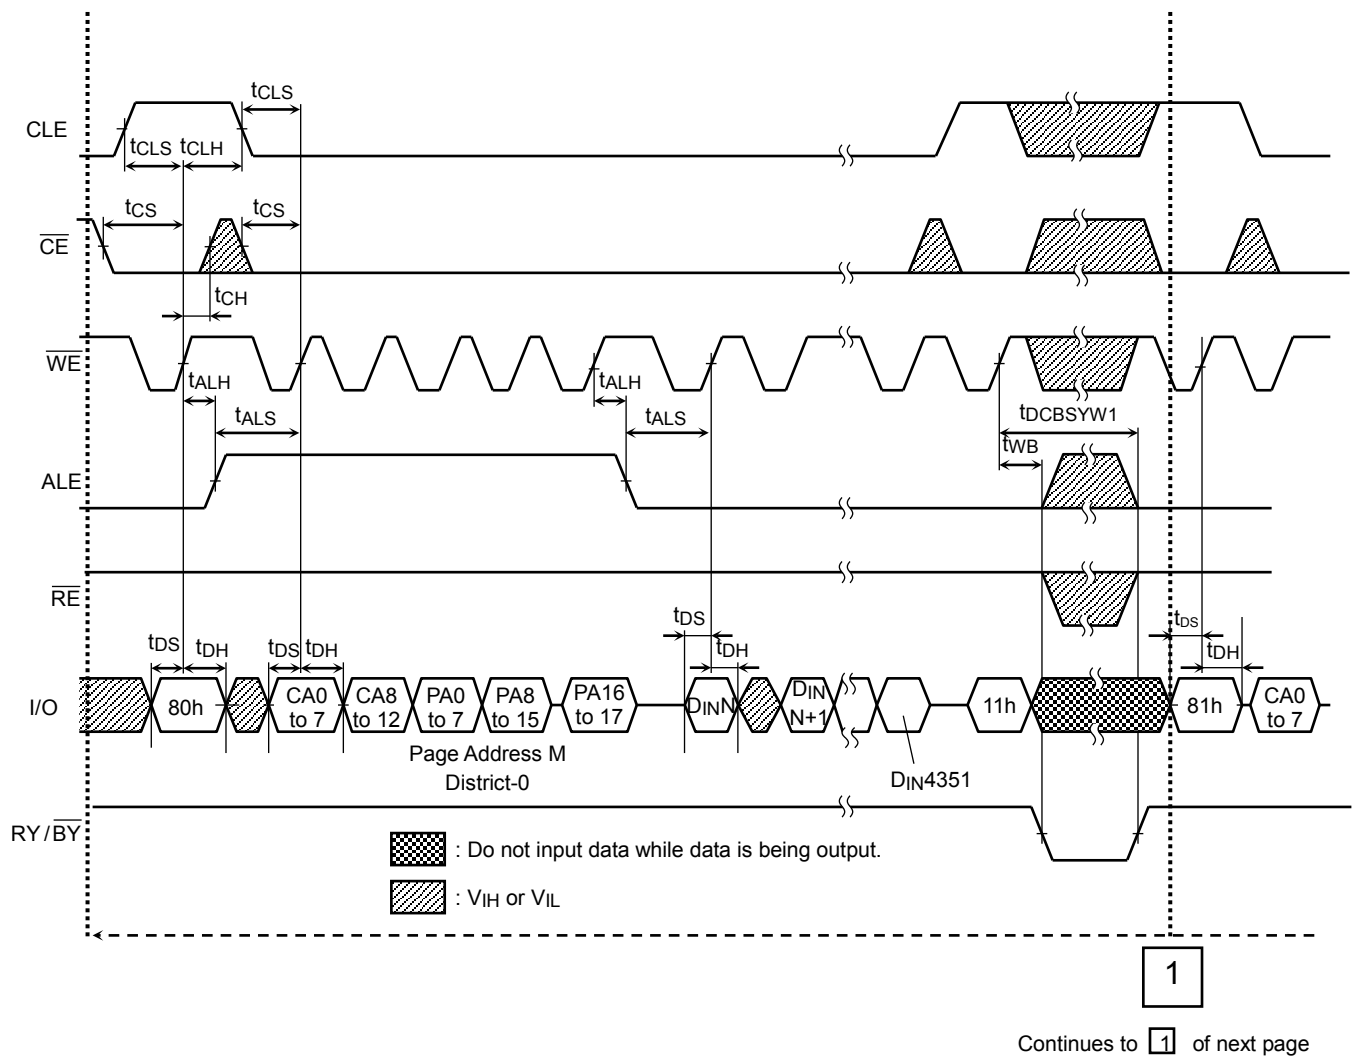 tCLS
CLE
tCLS tCLH
tCS tCS
CE
tCH
WE
tALH tALH
tALS tALS tDCBSYW1
tWB
ALE
RE
tDS tDH tDS tDH tDS tDH tDS tDH
I/O
80h
CA0 to 7
CA8 to 12
PA0 to 7
PA8 to 15
PA16 to 17
DINN
DIN N+1
11h
81h
CA0 to 7
Page Address M
District-0
DIN4351
RY/BY
: Do not input data while data is being output.
: VIH or VIL
1
Continues to 1 of next page